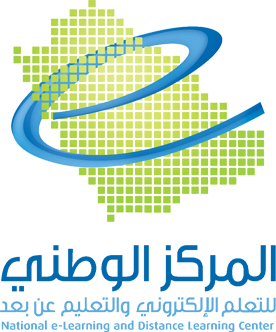 المركز الوطني
للتعلم الإلكتروني والتعليم عن بعد
National e-Learning and Distance Learning Center